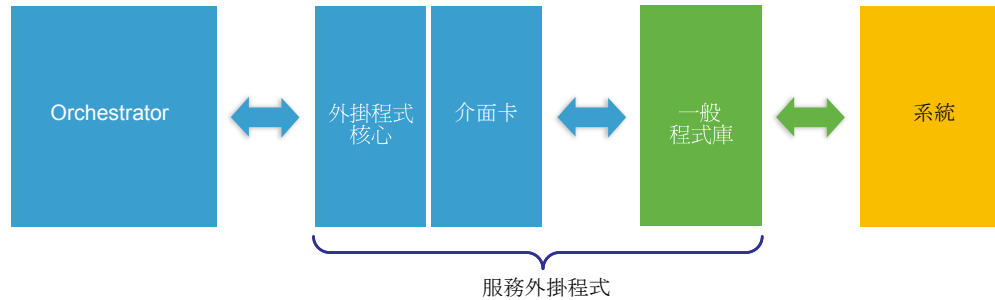 Orchestrator
外掛程式
核心
介面卡
一般
程式庫
系統
服務外掛程式